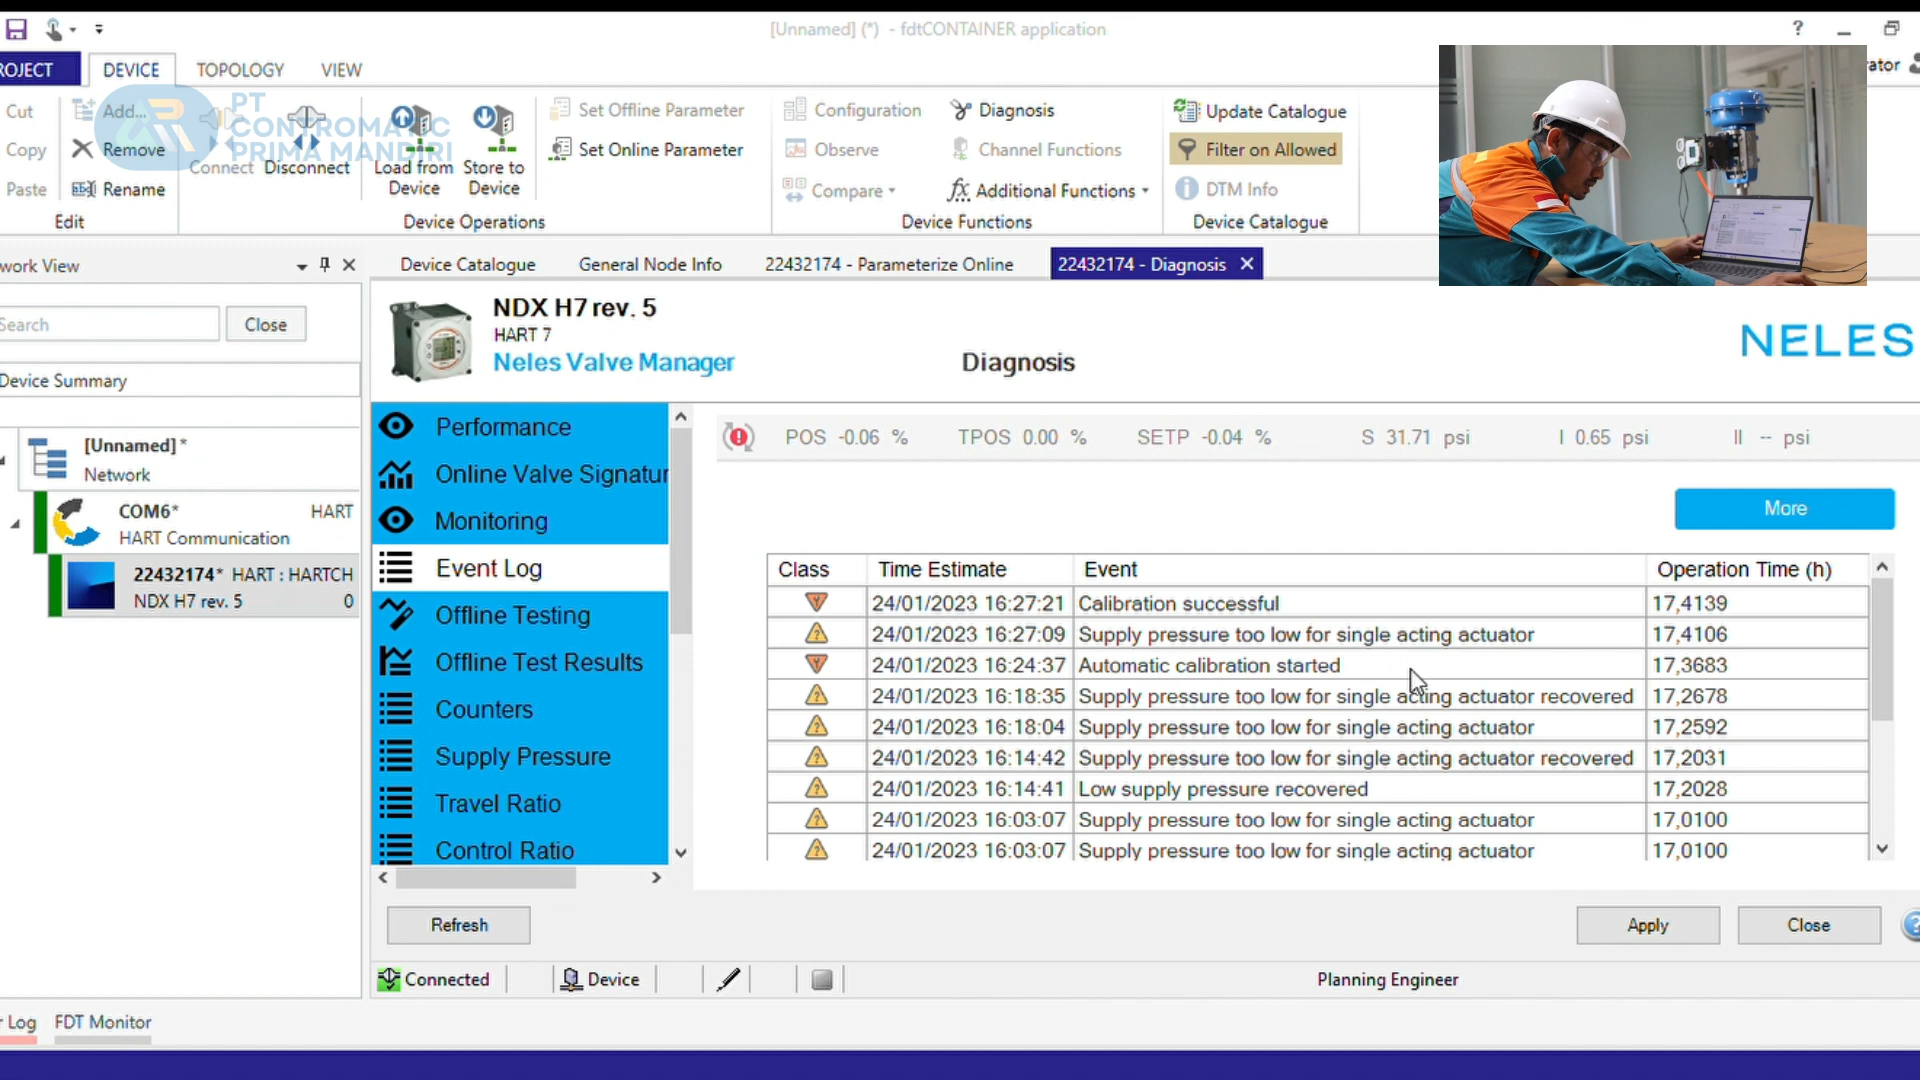 [Unnamed] (*) - fdtCONTAINER application
?
ROJECT DEVICE TOPOLOGY VIEW
ator
Cut
Copy
Paste
Edit
Add...
Remove
Rename
PT
CONTROMATIC
PRIMA MANDIRI
Connect
Disconnect
Load from
Device
Store to
Device
Set Offline Parameter
Set Online Parameter
Device Operations
Configuration
Observe
Compare
Diagnosis
Channel Functions
Additional Functions
Device Functions
Update Catalogue
Filter on Allowed
DTM Info
Device Catalogue
work View
Search
Close
Device Summary
[Unnamed]*
Network
COM6* HART
HART Communication
22432174* HART : HARTCH
NDX H7 rev. 5 0
Device Catalogue General Node Info 22432174 - Parameterize Online 22432174 - Diagnosis
NDX H7 rev. 5
HART 7
Neles Valve Manager
Diagnosis
NELES
Performance
Online Valve Signatur
Monitoring
Event Log
Offline Testing
Offline Test Results
Counters
Supply Pressure
Travel Ratio
Control Ratio
POS -0.06 % TPOS 0.00 % SETP -0.04 % S 31.71 psi I 0.65 psi II -- psi
More
Class Time Estimate Event Operation Time (h)
24/01/2023 16:27:21 Calibration successful 17,4139
24/01/2023 16:27:09 Supply pressure too low for single acting actuator 17,4106
24/01/2023 16:24:37 Automatic calibration started 17,3683
24/01/2023 16:18:35 Supply pressure too low for single acting actuator recovered 17,2678
24/01/2023 16:18:04 Supply pressure too low for single acting actuator 17,2592
24/01/2023 16:14:42 Supply pressure too low for single acting actuator recovered 17,2031
24/01/2023 16:14:41 Low supply pressure recovered 17,2028
24/01/2023 16:03:07 Supply pressure too low for single acting actuator 17,0100
24/01/2023 16:03:07 Supply pressure too low for single acting actuator 17,0100
Refresh
Apply
Close
Connected
Device
Planning Engineer
r Log FDT Monitor